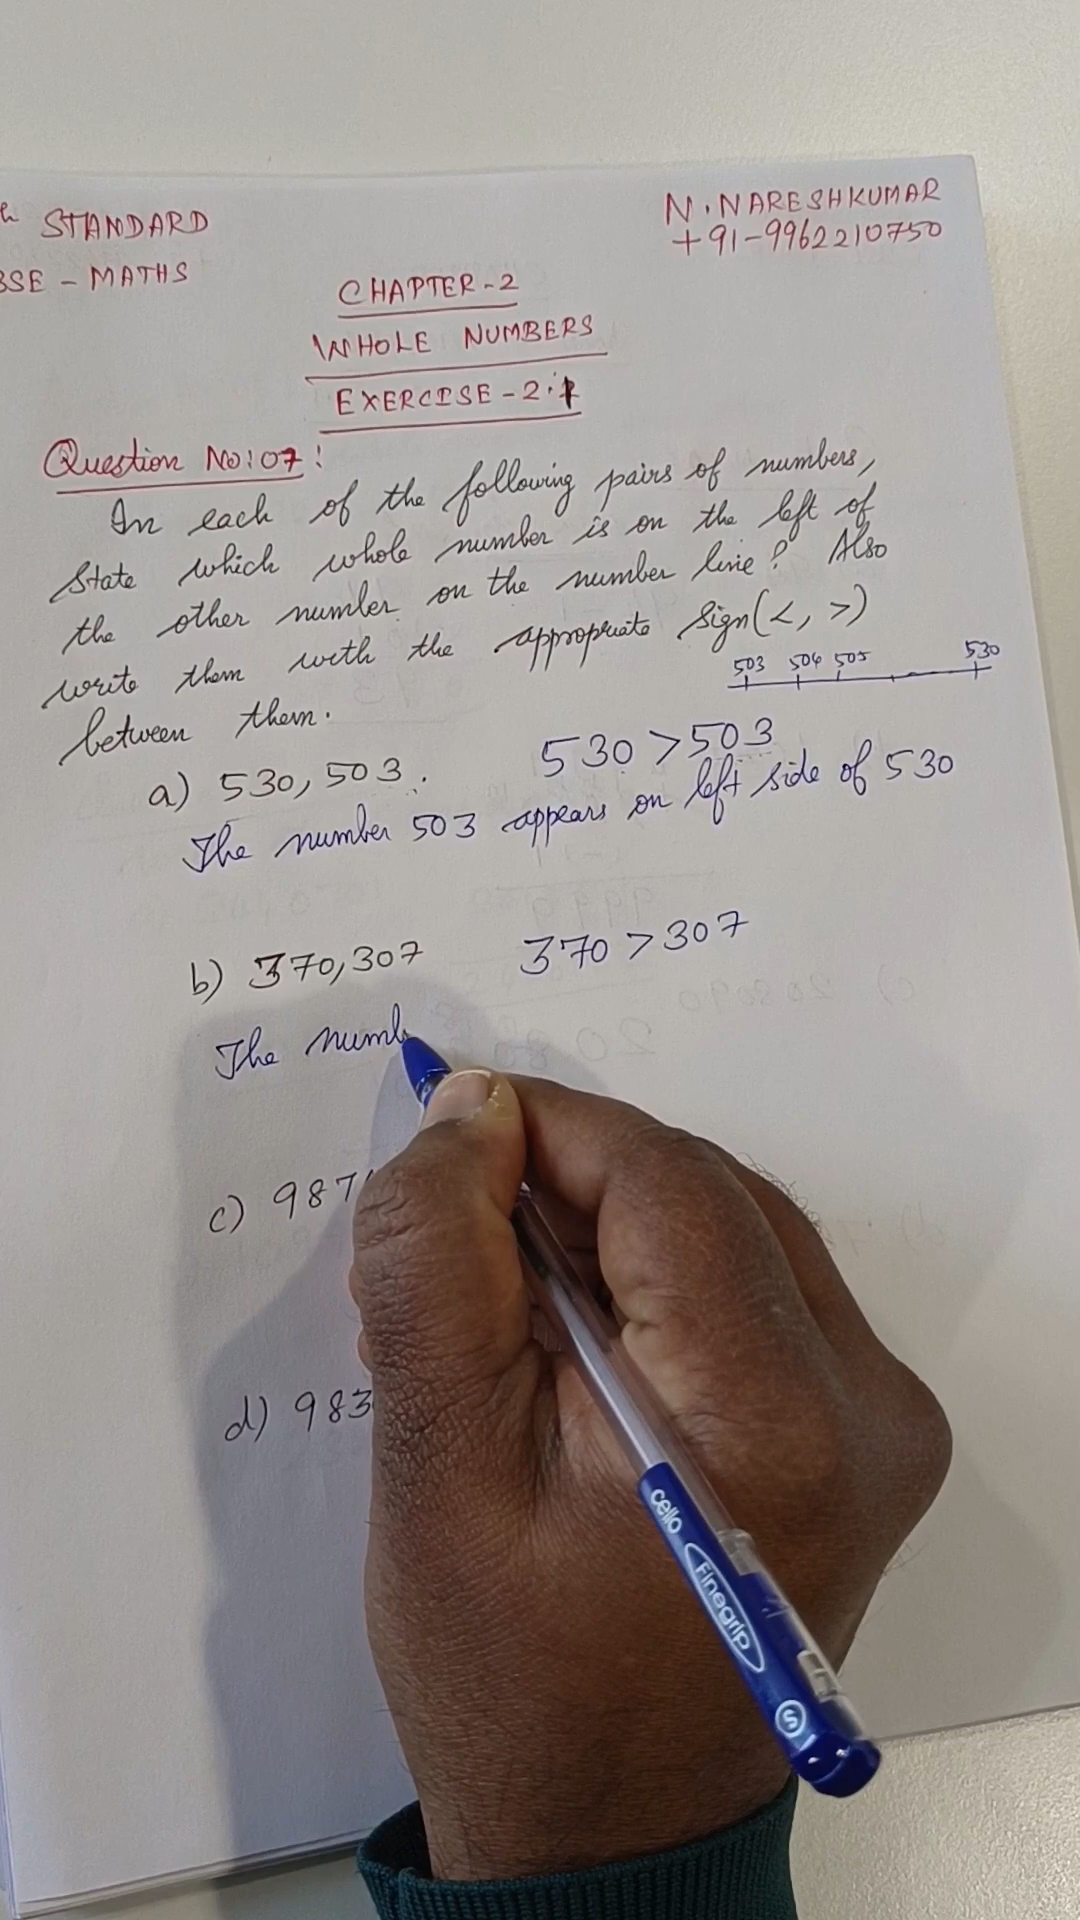 STANDARD
N. NARESHKUMAR
+91-9962210750
BSE - MATHS
CHAPTER-2
WHOLE NUMBERS
EXERCISE-2.1
Question No:07:
In each of the following pairs of numbers,
State which whole number is on the left of
the other number on the number line? Also
write them with the appropriate sign(<, >)
between them.
503 504 505 530
a) 530, 503.
530 > 503
The number 503 appears on left side of 530
b) 370, 307
370 > 307
The numb
c) 987
d) 983
cello
Finegrip
S